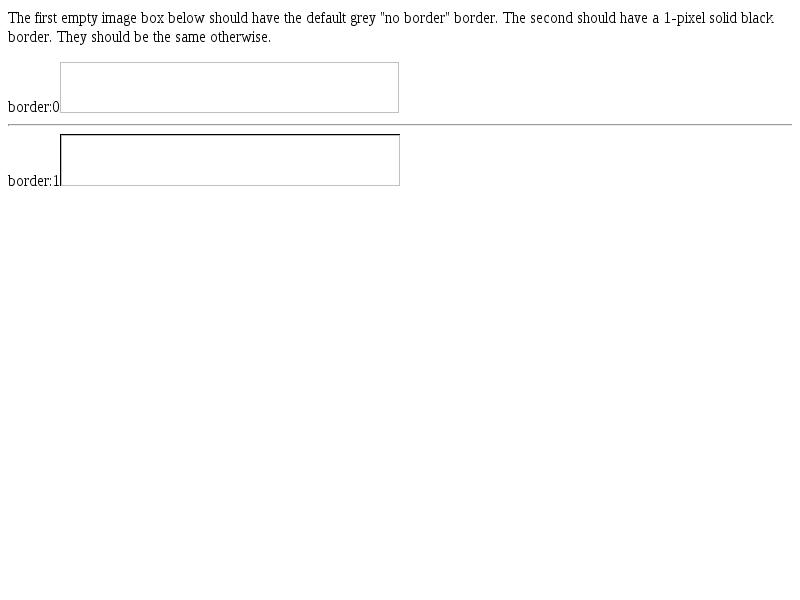 The first empty image box below should have the default grey "no border" border. The second should have a 1-pixel solid black
border. They should be the same otherwise.
border:0
border:1